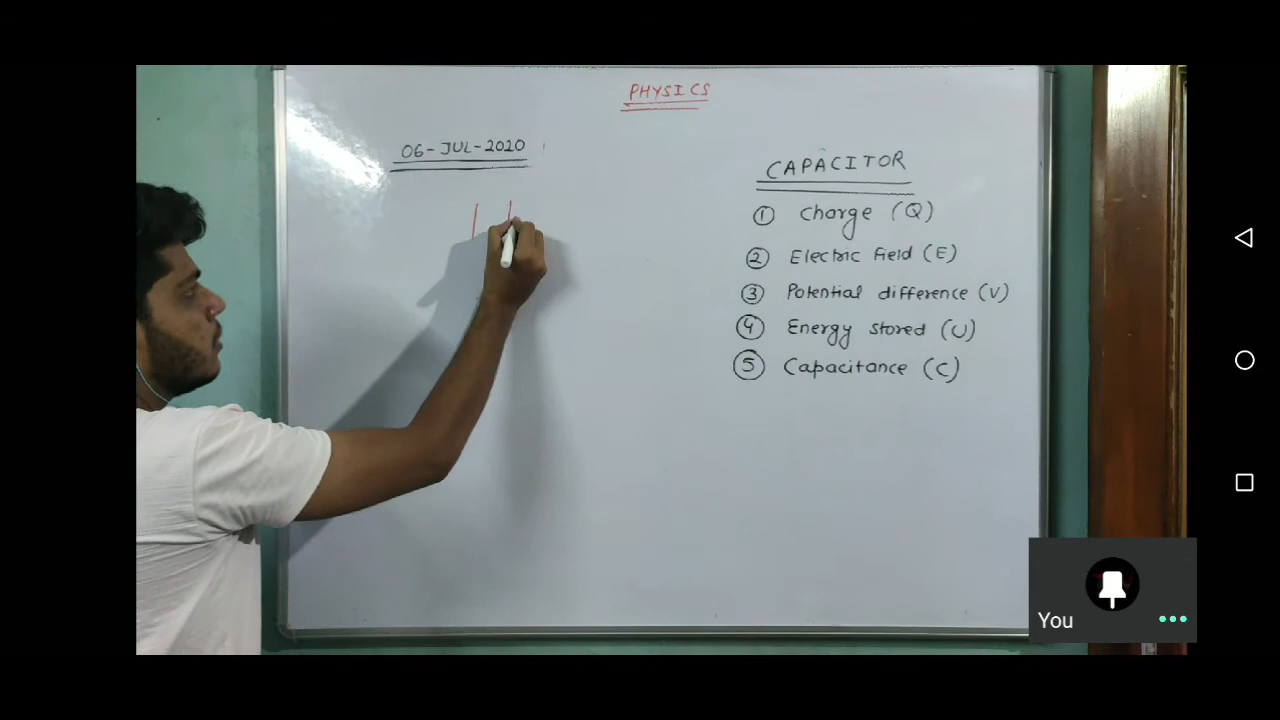 PHYSICS
06-JUL-2020
CAPACITOR
1 Charge (Q)
2 Electric Field (E)
3 Potential difference (V)
4 Energy stored (U)
5 Capacitance (C)
You